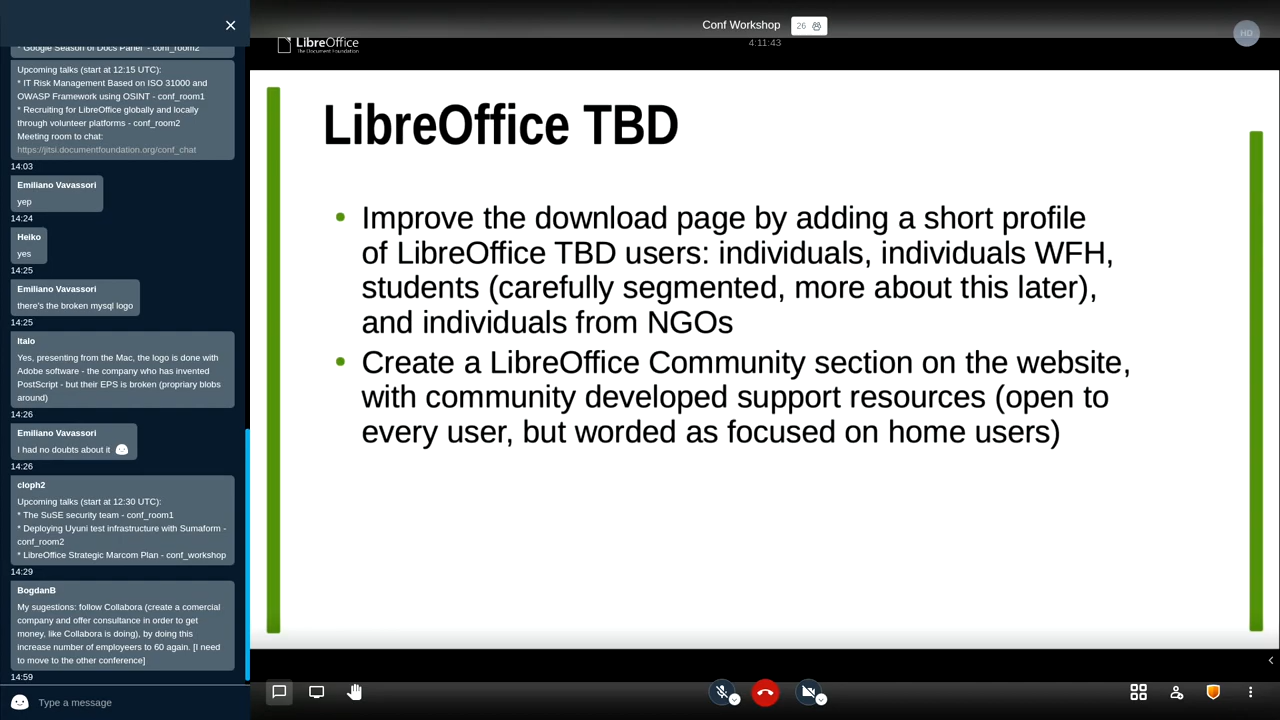 * Google Season of Docs Panel - conf_room2
Upcoming talks (start at 12:15 UTC):
* IT Risk Management Based on ISO 31000 and
OWASP Framework using OSINT - conf_room1
* Recruiting for LibreOffice globally and locally
through volunteer platforms - conf_room2
Meeting room to chat:
https://jitsi.documentfoundation.org/conf_chat
14:03
Emiliano Vavassori
yep
14:24
Heiko
yes
14:25
Emiliano Vavassori
there's the broken mysql logo
14:25
Italo
Yes, presenting from the Mac, the logo is done with
Adobe software - the company who has invented
PostScript - but their EPS is broken (propriary blobs
around)
14:26
Emiliano Vavassori
I had no doubts about it
14:26
cloph2
Upcoming talks (start at 12:30 UTC):
* The SuSE security team - conf_room1
* Deploying Uyuni test infrastructure with Sumaform -
conf_room2
* LibreOffice Strategic Marcom Plan - conf_workshop
14:29
BogdanB
My sugestions: follow Collabora (create a comercial
company and offer consultance in order to get
money, like Collabora is doing), by doing this
increase number of employeers to 60 again. [I need
to move to the other conference]
14:59
Type a message
Conf Workshop
26
4:11:43
HD
LibreOffice
The Document Foundation
LibreOffice TBD
• Improve the download page by adding a short profile
of LibreOffice TBD users: individuals, individuals WFH,
students (carefully segmented, more about this later),
and individuals from NGOs
• Create a LibreOffice Community section on the website,
with community developed support resources (open to
every user, but worded as focused on home users)